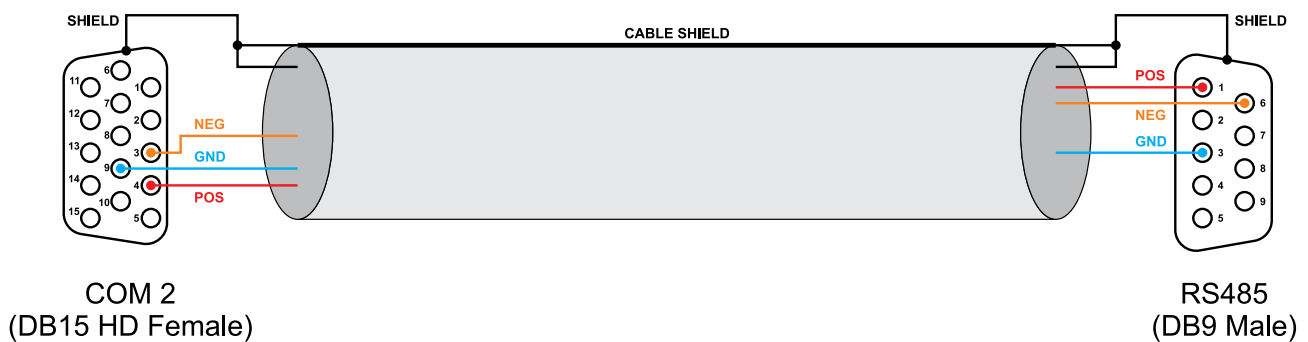 SHIELD
CABLE SHIELD
SHIELD
6
11
1
7
12
2
8
13
3
9
14
4
10
15
5
NEG
GND
POS
POS
NEG
GND
1
6
2
7
3
8
4
9
5
COM 2
(DB15 HD Female)
RS485
(DB9 Male)